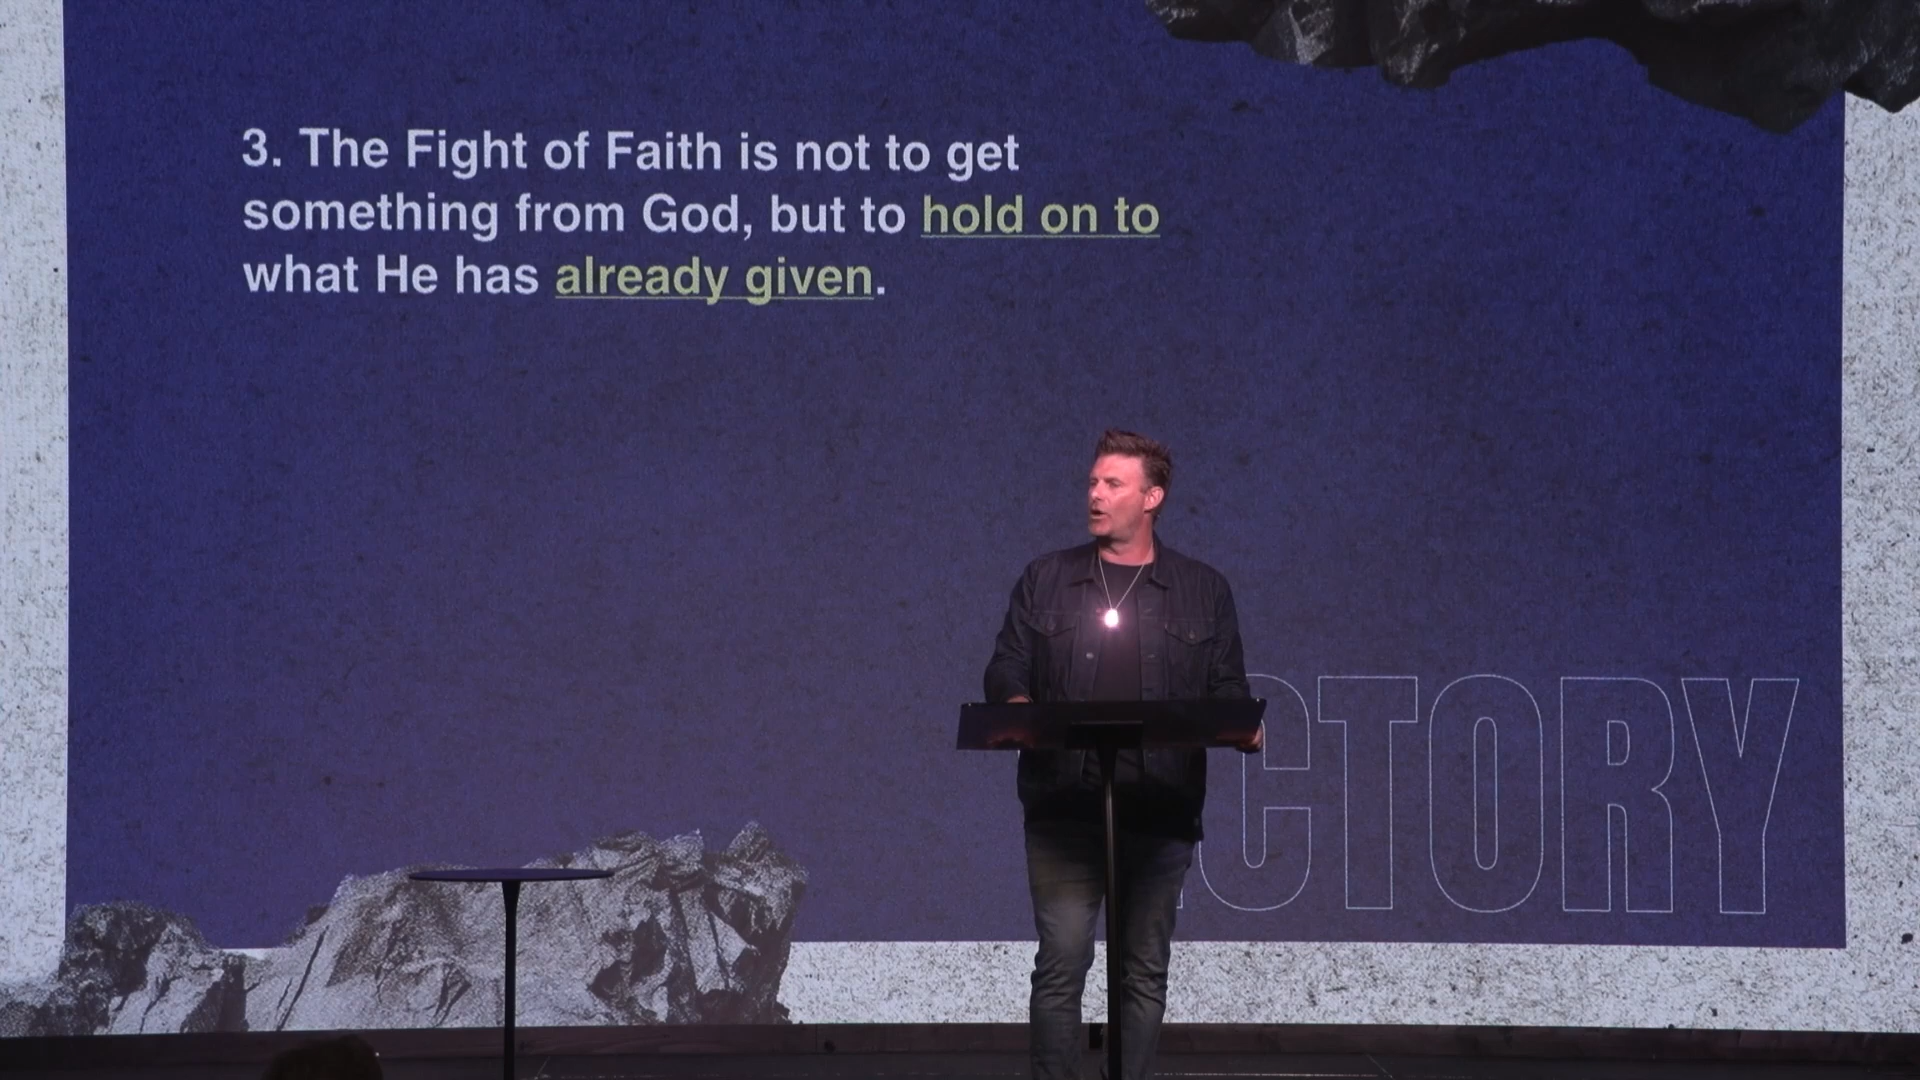 3. The Fight of Faith is not to get
something from God, but to hold on to
what He has already given.
CTORY